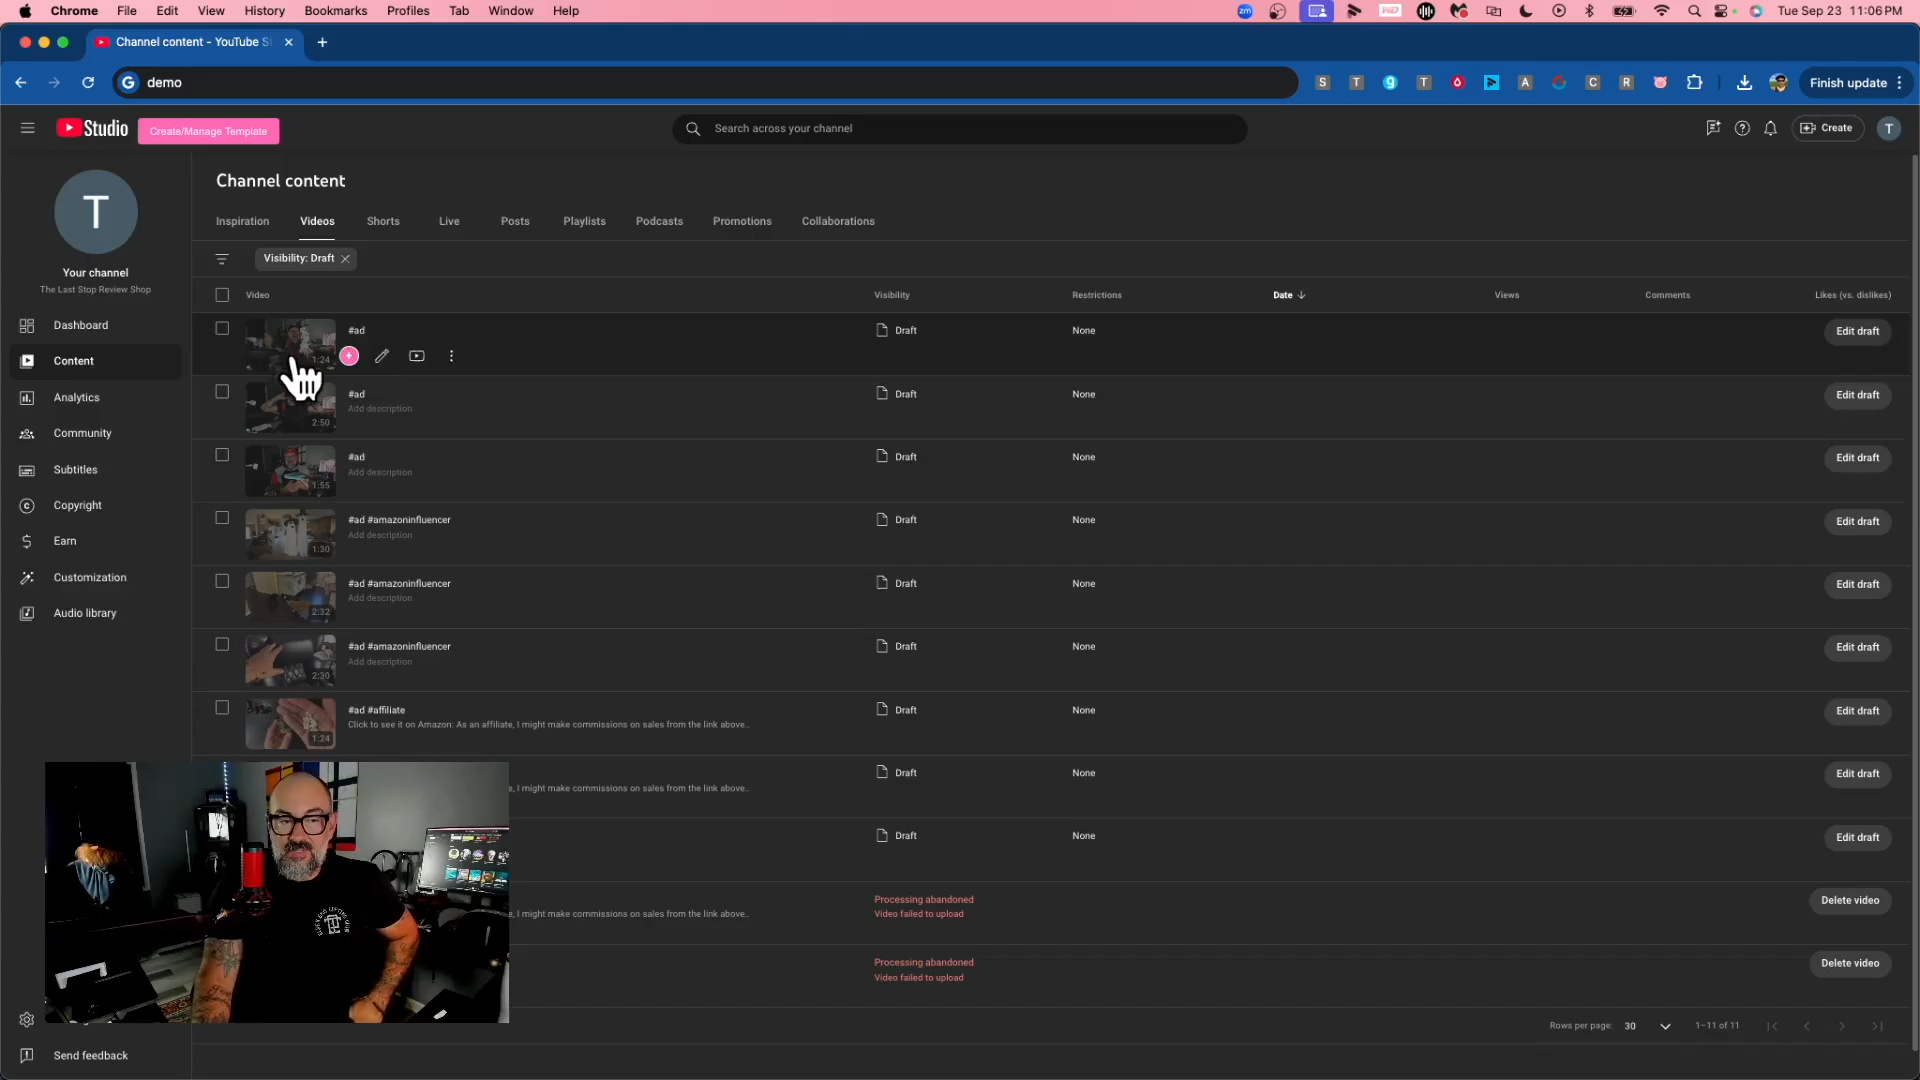 Chrome File Edit View History Bookmarks Profiles Tab Window Help zm Tue Sep 23 11:06 PM
Channel content - YouTube S
demo S T g T A C R Finish update
Studio Create/Manage Template Search across your channel Create T
T
Your channel
The Last Stop Review Shop
Dashboard
Content
Analytics
Community
Subtitles
Copyright
Earn
Customization
Audio library
Send feedback
Channel content
Inspiration Videos Shorts Live Posts Playlists Podcasts Promotions Collaborations
Visibility: Draft
Video Visibility Restrictions Date Views Comments Likes (vs. dislikes)
#ad Draft None Edit draft
1:24
#ad Draft None Edit draft
Add description
2:50
#ad Draft None Edit draft
Add description
1:55
#ad #amazoninfluencer Draft None Edit draft
Add description
1:30
#ad #amazoninfluencer Draft None Edit draft
Add description
2:32
#ad #amazoninfluencer Draft None Edit draft
Add description
2:30
#ad #affiliate Draft None Edit draft
Click to see it on Amazon: As an affiliate, I might make commissions on sales from the link above..
1:24
Draft None Edit draft
e, I might make commissions on sales from the link above..
Draft None Edit draft
Processing abandoned Delete video
e, I might make commissions on sales from the link above.. Video failed to upload
Processing abandoned Delete video
Video failed to upload
Rows per page: 30 1–11 of 11